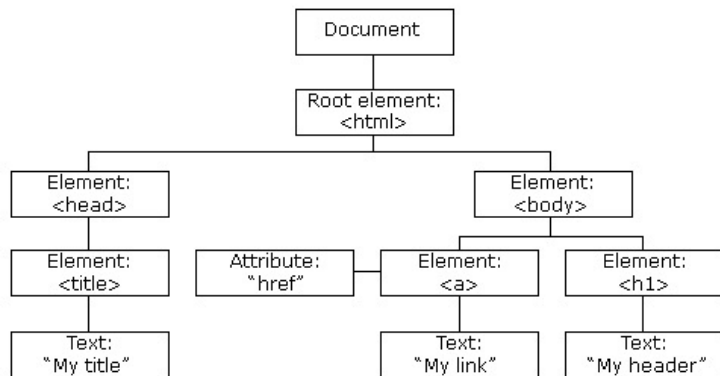 Document
Root element:
<html>
Element:
<head>
Element:
<body>
Element:
<title>
Attribute:
“href”
Element:
<a>
Element:
<h1>
Text:
“My title”
Text:
“My link”
Text:
“My header”